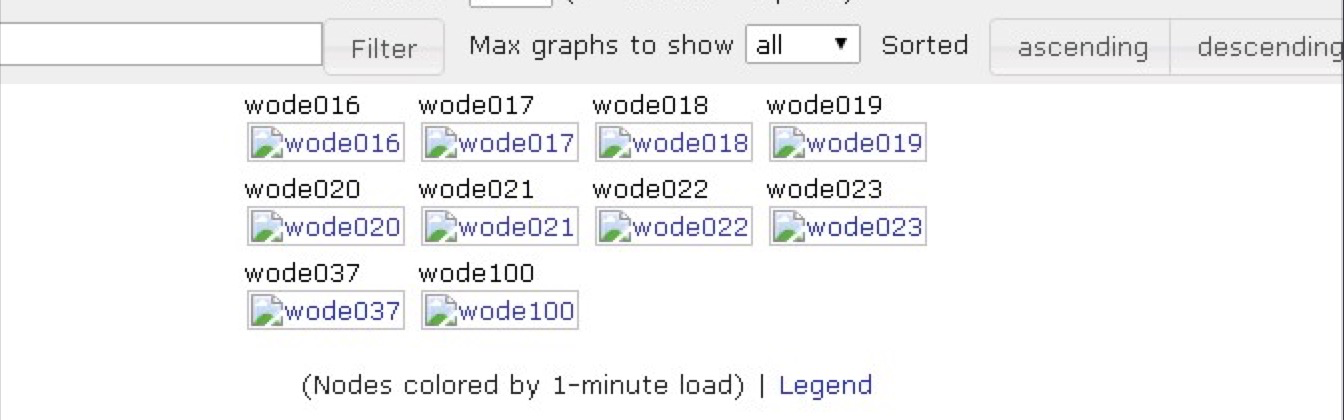 Filter Max graphs to show all Sorted ascending descending
wode016 wode017 wode018 wode019
wode016 wode017 wode018 wode019
wode020 wode021 wode022 wode023
wode020 wode021 wode022 wode023
wode037 wode100
wode037 wode100
(Nodes colored by 1-minute load) | Legend